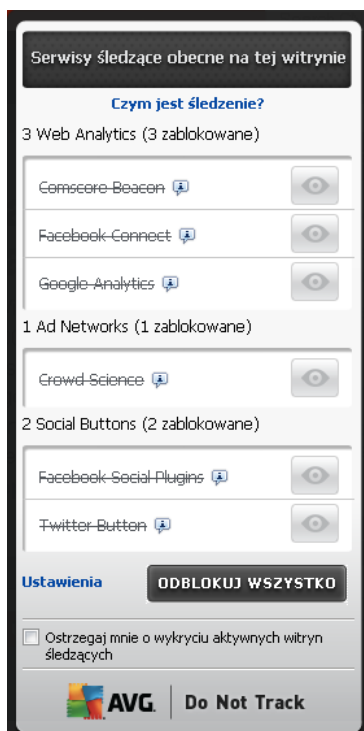 Serwisy śledzące obecne na tej witrynie
Czym jest śledzenie?
3 Web Analytics (3 zablokowane)
Comscore Beacon
Facebook Connect
Google Analytics
1 Ad Networks (1 zablokowane)
Crowd Science
2 Social Buttons (2 zablokowane)
Facebook Social Plugins
Twitter Button
Ustawienia ODBLOKUJ WSZYSTKO
Ostrzegaj mnie o wykryciu aktywnych witryn
śledzących
AVG. Do Not Track